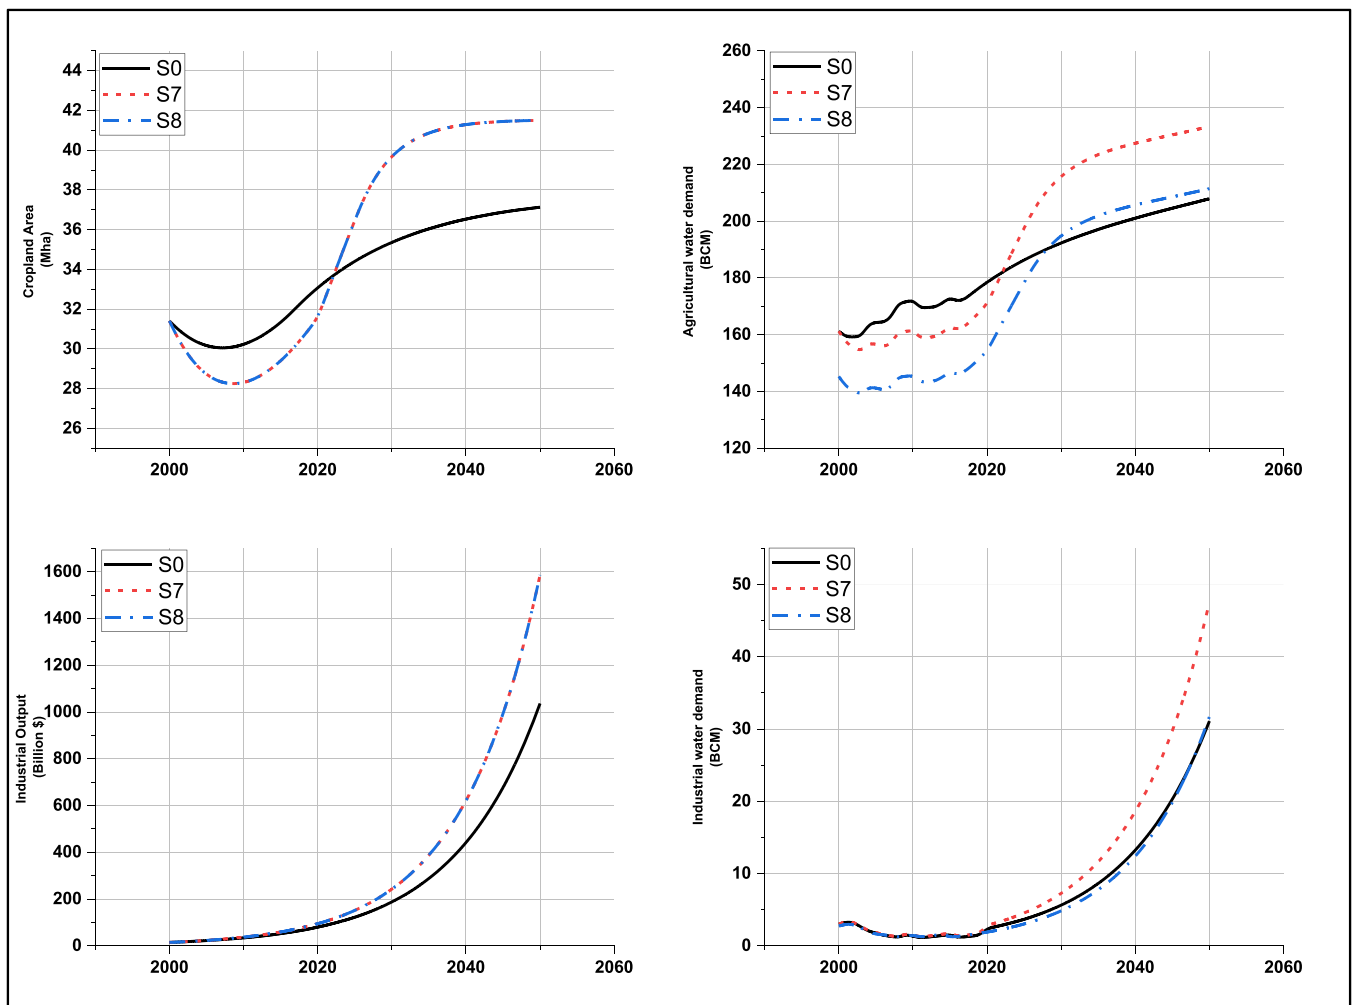 S0
S7
S8
44
42
40
38
36
34
32
30
28
26
Cropland Area
(Mha)
2000
2020
2040
2060
S0
S7
S8
260
240
220
200
180
160
140
120
Agricultural water demand
(BCM)
2000
2020
2040
2060
S0
S7
S8
1600
1400
1200
1000
800
600
400
200
0
Industrial Output
(Billion $)
2000
2020
2040
2060
S0
S7
S8
50
40
30
20
10
0
Industrial water demand
(BCM)
2000
2020
2040
2060